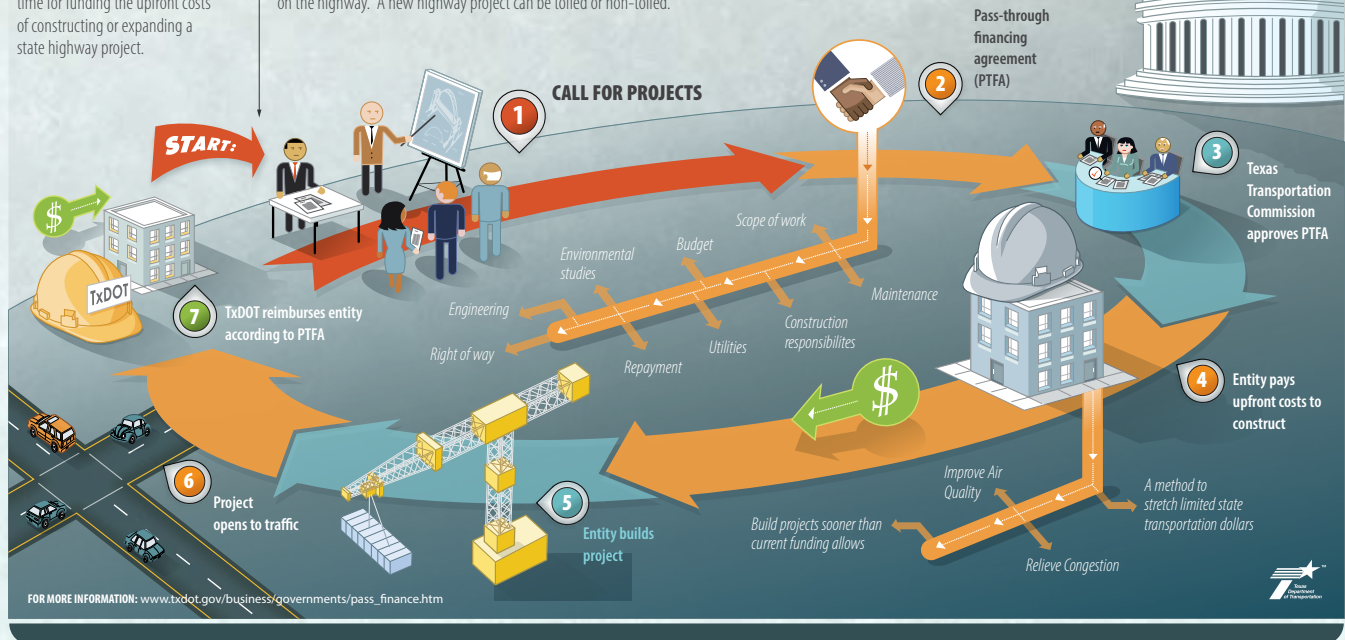 time for funding the upfront costs
of constructing or expanding a
state highway project.
on the highway. A new highway project can be tolled or non-tolled.
START:
1
CALL FOR PROJECTS
2
Pass-through
financing
agreement
(PTFA)
3
Texas
Transportation
Commission
approves PTFA
Scope of work
Budget
Environmental
studies
Engineering
Right of way
Maintenance
Construction
responsibilites
Utilities
Repayment
$
4
Entity pays
upfront costs to
construct
Improve Air
Quality
A method to
stretch limited state
transportation dollars
Build projects sooner than
current funding allows
Relieve Congestion
5
Entity builds
project
6
Project
opens to traffic
$
TxDOT
7
TxDOT reimburses entity
according to PTFA
FOR MORE INFORMATION: www.txdot.gov/business/governments/pass_finance.htm
Texas
Department
of Transportation